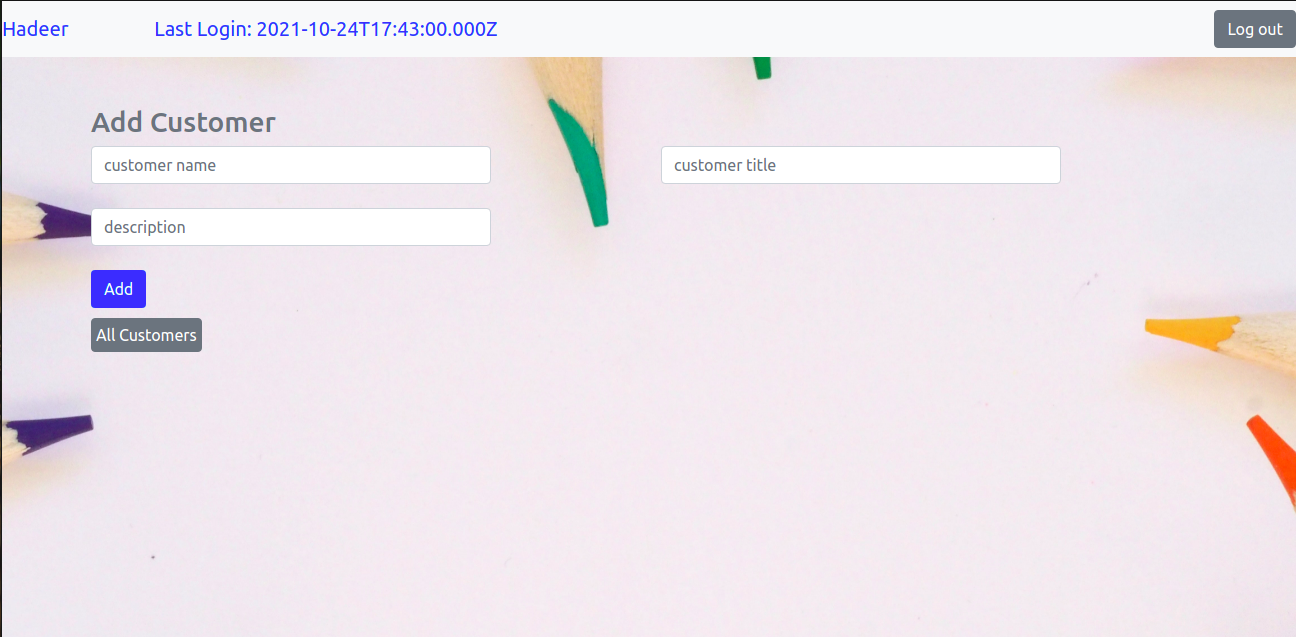 Hadeer Last Login: 2021-10-24T17:43:00.000Z Log out
Add Customer
customer name customer title
description
Add
All Customers